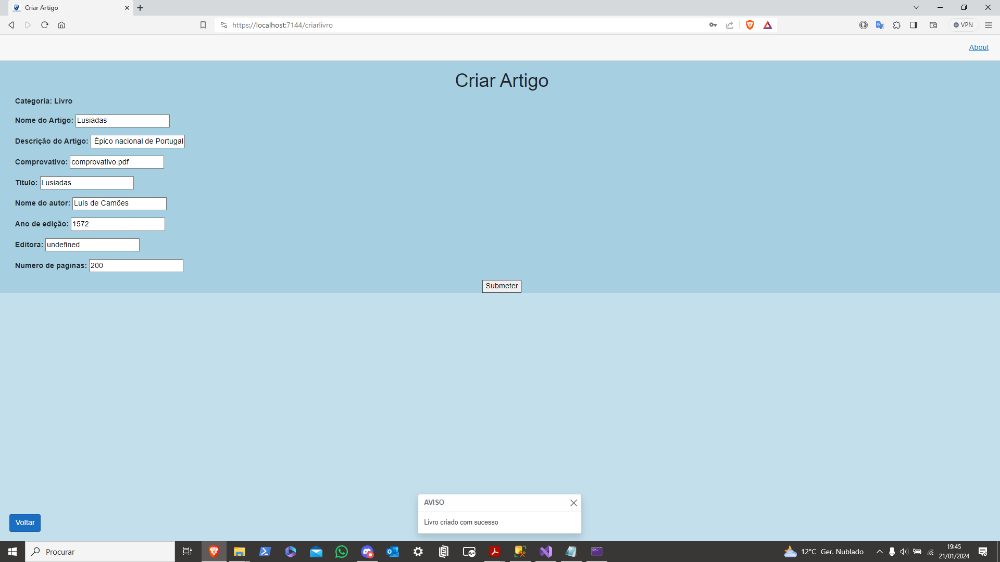 Criar Artigo
https://localhost:7144/criarlivro
VPN
About
Criar Artigo
Categoria: Livro
Nome do Artigo: Lusiadas
Descrição do Artigo: Épico nacional de Portugal
Comprovativo: comprovativo.pdf
Titulo: Lusiadas
Nome do autor: Luís de Camões
Ano de edição: 1572
Editora: undefined
Numero de paginas: 200
Submeter
AVISO
Livro criado com sucesso
Voltar
Procurar
12°C Ger. Nublado
19:45
21/01/2024